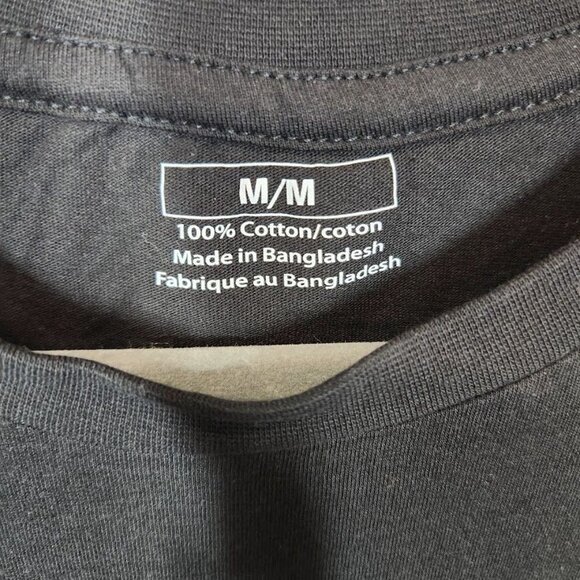 M/M
100% Cotton/coton
Made in Bangladesh
Fabrique au Bangladesh